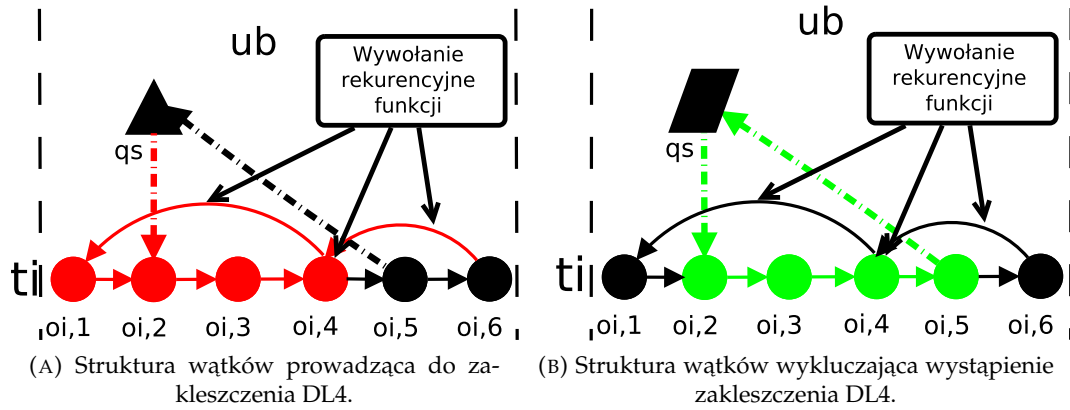 ub
Wywołanie
rekurencyjne
funkcji
qs
ti
oi,1 oi,2 oi,3 oi,4 oi,5 oi,6
(A) Struktura wątków prowadząca do za-
kleszczenia DL4.
ub
Wywołanie
rekurencyjne
funkcji
qs
ti
oi,1 oi,2 oi,3 oi,4 oi,5 oi,6
(B) Struktura wątków wykluczająca wystąpienie
zakleszczenia DL4.